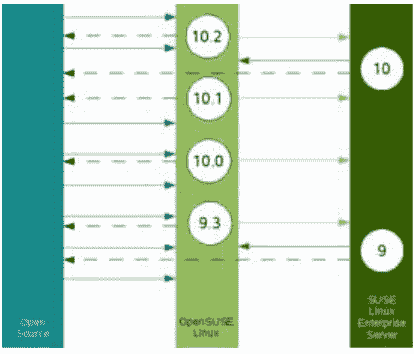 10.2
10
10.1
10.0
9.3
9
Open
Source
OpenSUSE
Linux
SUSE
Linux
Enterprise
Server